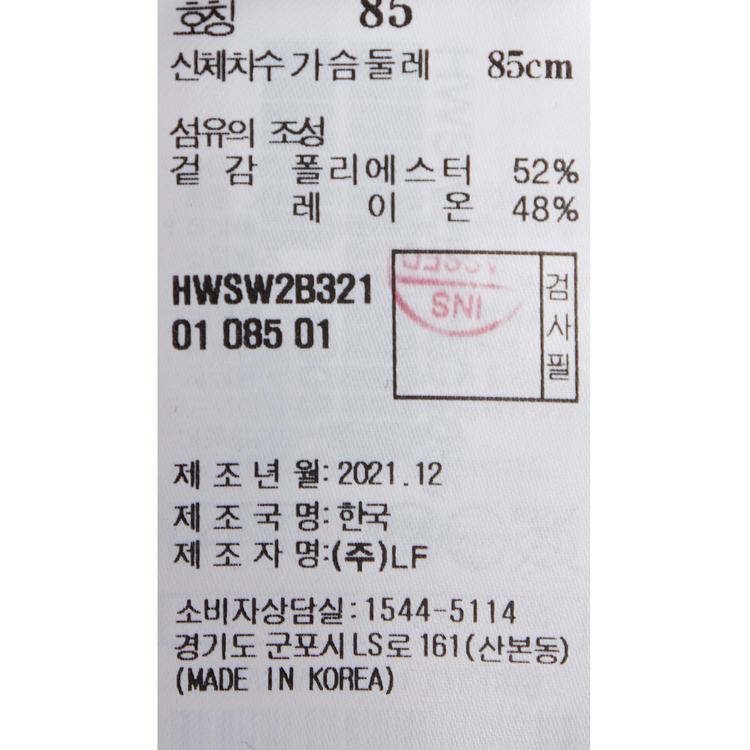 호칭 85
신체치수 가슴둘레 85cm
섬유의 조성
겉 감 폴리에스터 52%
레 이 온 48%
HWSW2B321
01 085 01
INS
검사필
제 조 년 월: 2021.12
제 조 국 명: 한국
제 조 자 명:(주)LF
소비자상담실:1544-5114
경기도 군포시 LS로 161(산본동)
(MADE IN KOREA)